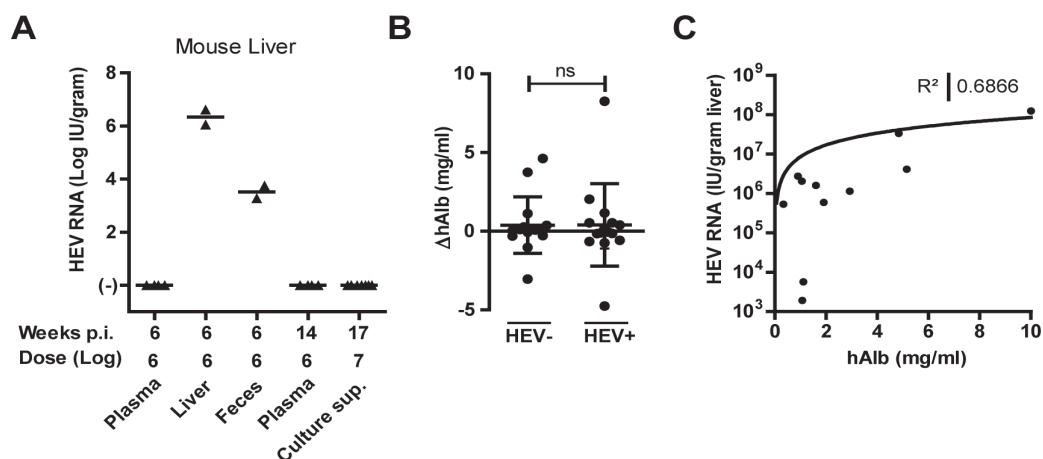 A
Mouse Liver
HEV RNA (Log IU/gram)
8
6
4
2
(-)
Weeks p.i. 6 6 6 14 17
Dose (Log) 6 6 6 6 7
Plasma
Liver
Feces
Plasma
Culture sup.
B
ns
ΔhAlb (mg/ml)
10
5
0
-5
HEV- HEV+
C
R² 0.6866
HEV RNA (IU/gram liver)
10⁹
10⁸
10⁷
10⁶
10⁵
10⁴
10³
0 2 4 6 8 10
hAlb (mg/ml)